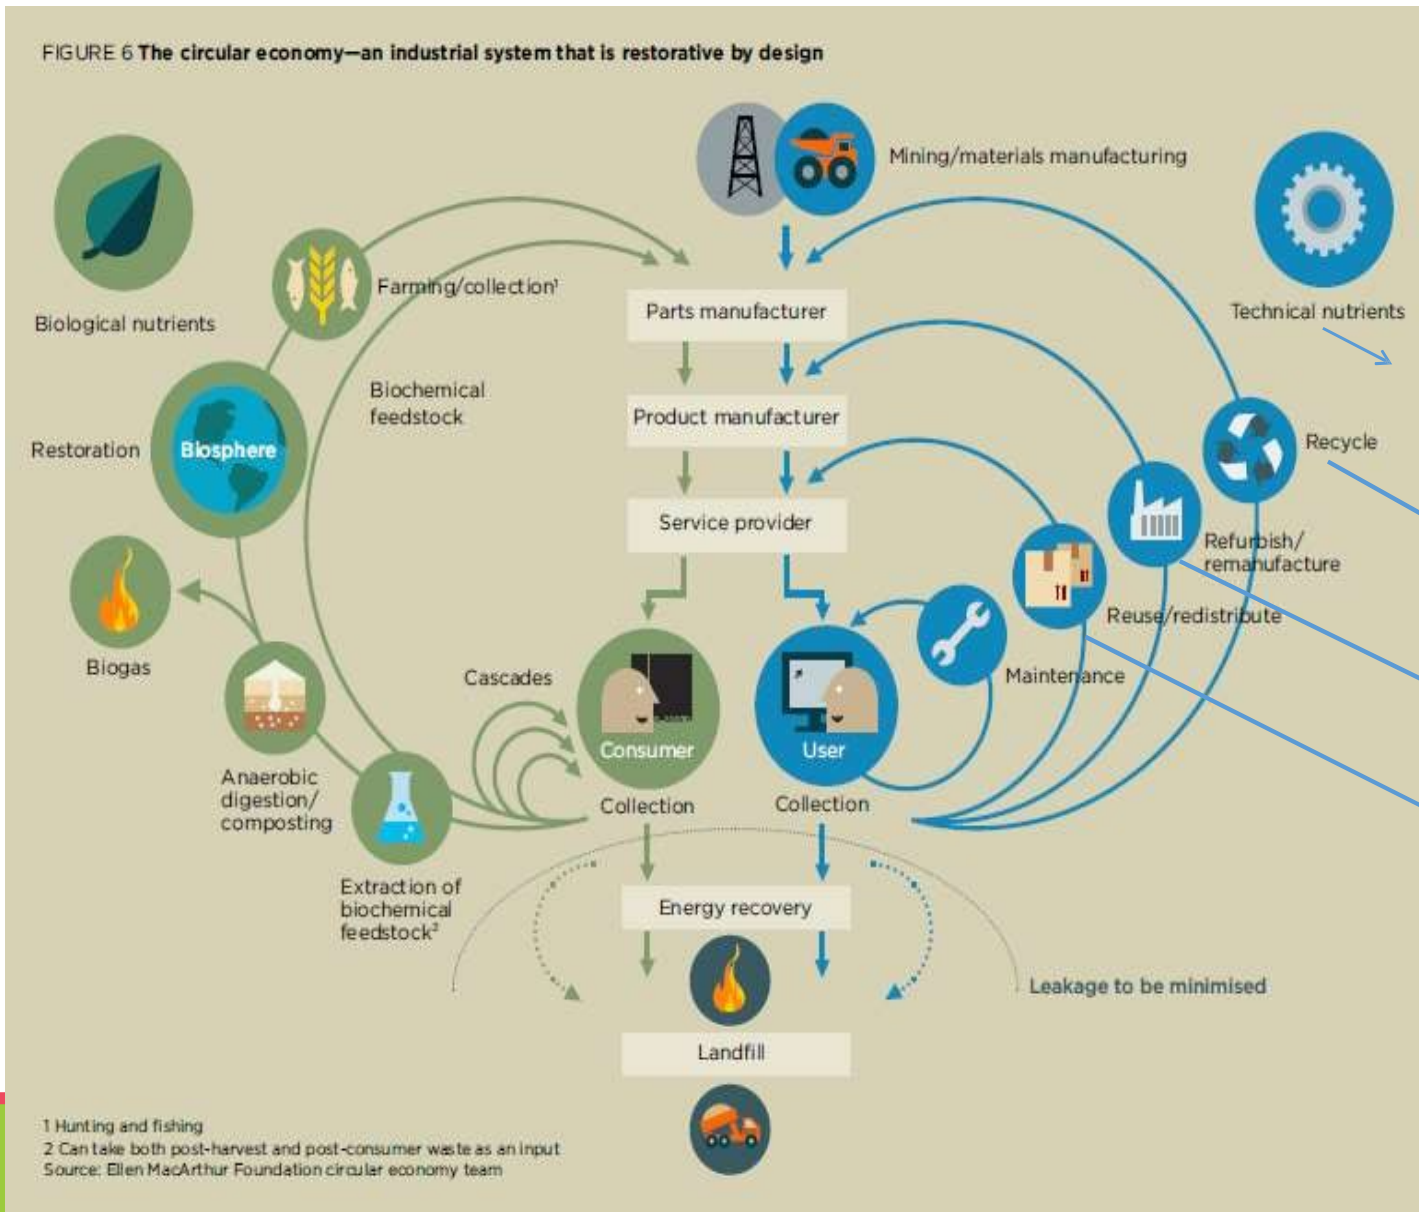 FIGURE 6 The circular economy—an industrial system that is restorative by design
Mining/materials manufacturing
Biological nutrients
Farming/collection¹
Parts manufacturer
Technical nutrients
Biochemical
feedstock
Product manufacturer
Restoration
Biosphere
Recycle
Service provider
Refurbish/
remanufacture
Reuse/redistribute
Biogas
Cascades
Maintenance
Consumer
User
Anaerobic
digestion/
composting
Collection
Collection
Extraction of
biochemical
feedstock²
Energy recovery
Leakage to be minimised
Landfill
1 Hunting and fishing
2 Can take both post-harvest and post-consumer waste as an input
Source: Ellen MacArthur Foundation circular economy team